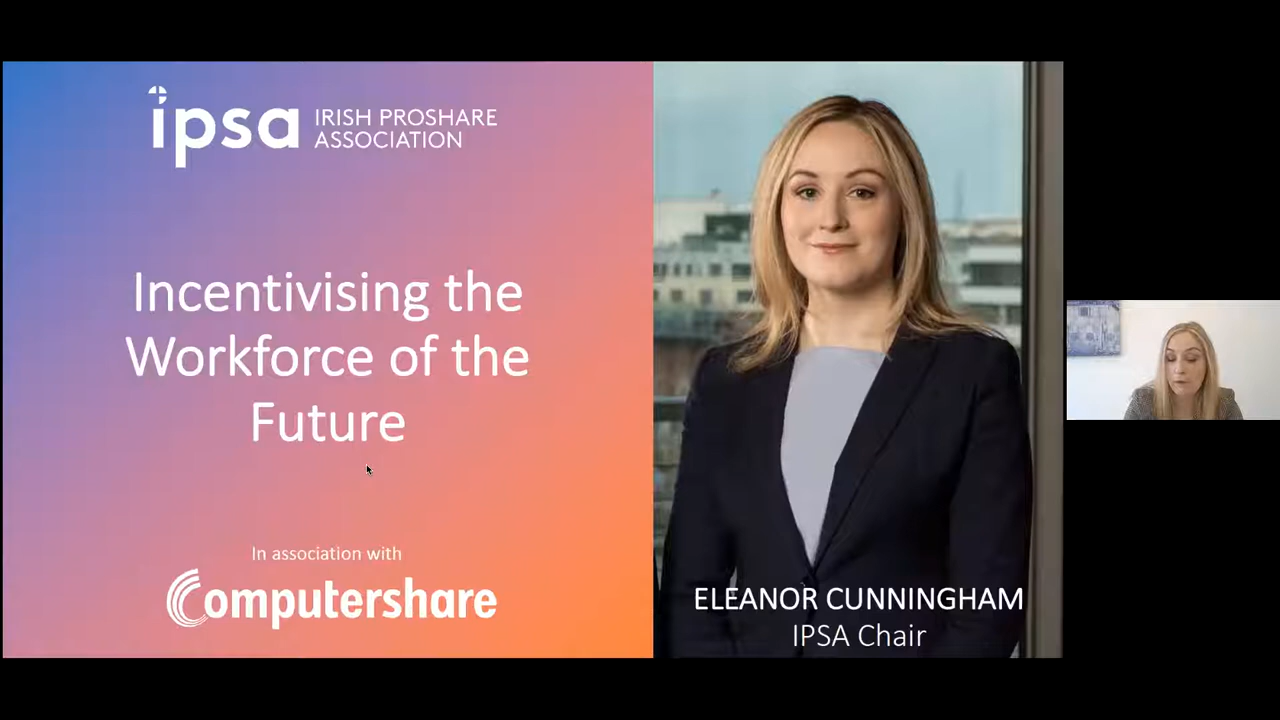 ipsa IRISH PROSHARE
ASSOCIATION
Incentivising the
Workforce of the
Future
In association with
Computershare
ELEANOR CUNNINGHAM
IPSA Chair